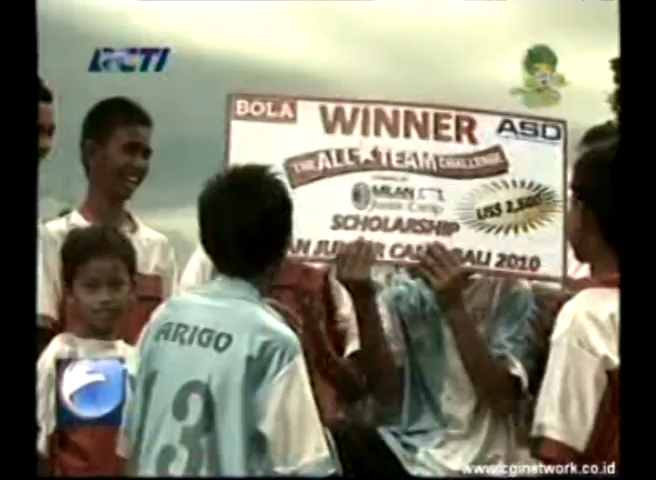 RCTI
BOLA
WINNER
ASD
THE ALL TEAM CHALLENGE
MILAN
Junior Camp
SCHOLARSHIP
US$ 2,500
AN JUNIOR CAMP BALI 2010
ARIGO
13
www.cginetwork.co.id